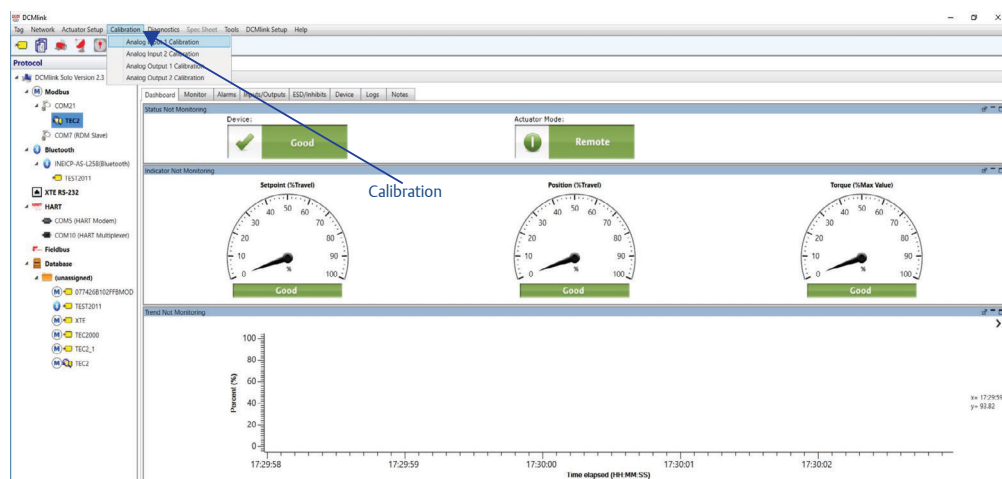 DCMlink
Tag Network Actuator Setup Calibration Diagnostics Spec Sheet Tools DCMlink Setup Help
Analog Input 1 Calibration
Analog Input 2 Calibration
Analog Output 1 Calibration
Analog Output 2 Calibration
Protocol
DCMlink Solo Version 2.3
Modbus
COM21
TEC2
COM7 (RDM Slave)
Bluetooth
INEICP-AS-L258(Bluetooth)
TEST2011
XTE RS-232
HART
COM5 (HART Modem)
COM10 (HART Multiplexer)
Fieldbus
Database
(unassigned)
077426B102FFBMOD
TEST2011
XTE
TEC2000
TEC2_1
TEC2
Dashboard Monitor Alarms Inputs/Outputs ESD/Inhibits Device Logs Notes
Status Not Monitoring
Device: Actuator Mode:
Good Remote
Indicator Not Monitoring
Calibration
Setpoint (%Travel) Position (%Travel) Torque (%Max Value)
0 10 20 30 40 50 60 70 80 90 100 %
0 10 20 30 40 50 60 70 80 90 100 %
0 10 20 30 40 50 60 70 80 90 100 %
Good Good Good
Trend Not Monitoring
Percent (%)
100
80
60
40
20
0
x= 17:29:59
y= 93.82
17:29:58 17:29:59 17:30:00 17:30:01 17:30:02
Time elapsed (HH:MM:SS)